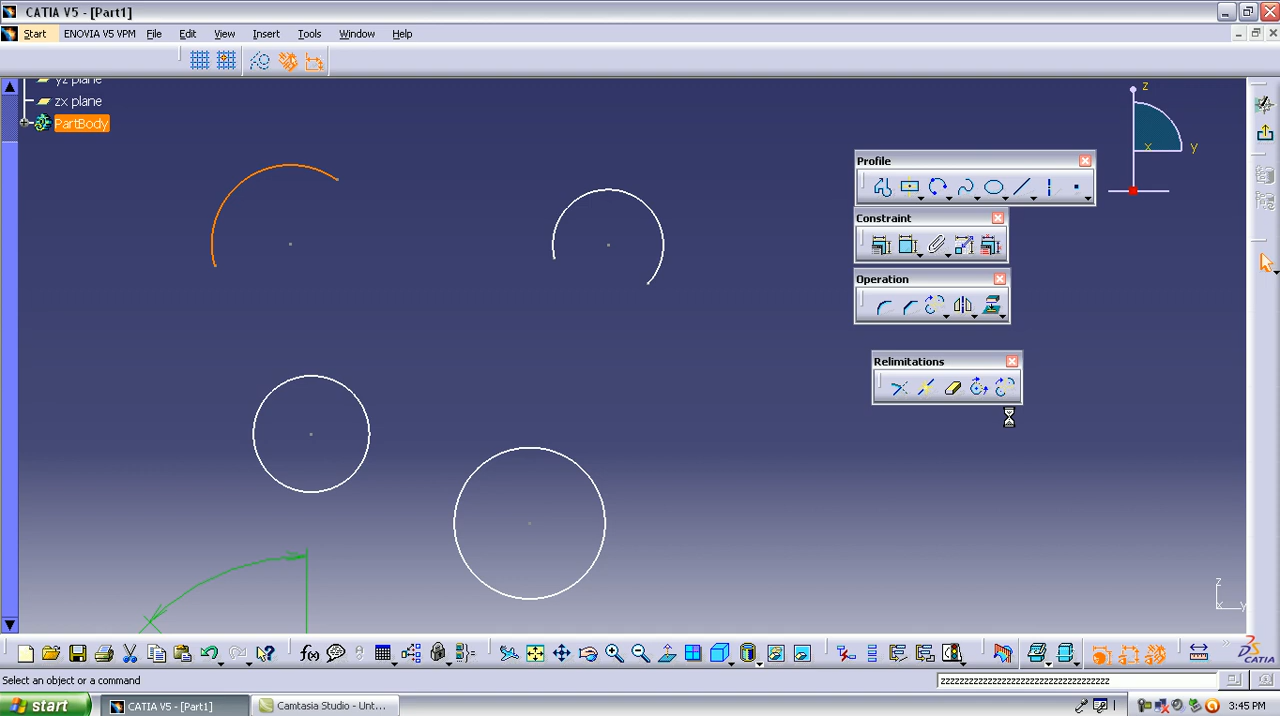 CATIA V5 - [Part1]
Start ENOVIA V5 VPM File Edit View Insert Tools Window Help
yz plane
zx plane
PartBody
z
x
y
Profile
Constraint
Operation
Relimitations
z
x y
f(x)
CATIA
Select an object or a command
zzzzzzzzzzzzzzzzzzzzzzzzzzzzzzzzzzzzz
start CATIA V5 - [Part1] Camtasia Studio - Unt... 3:45 PM